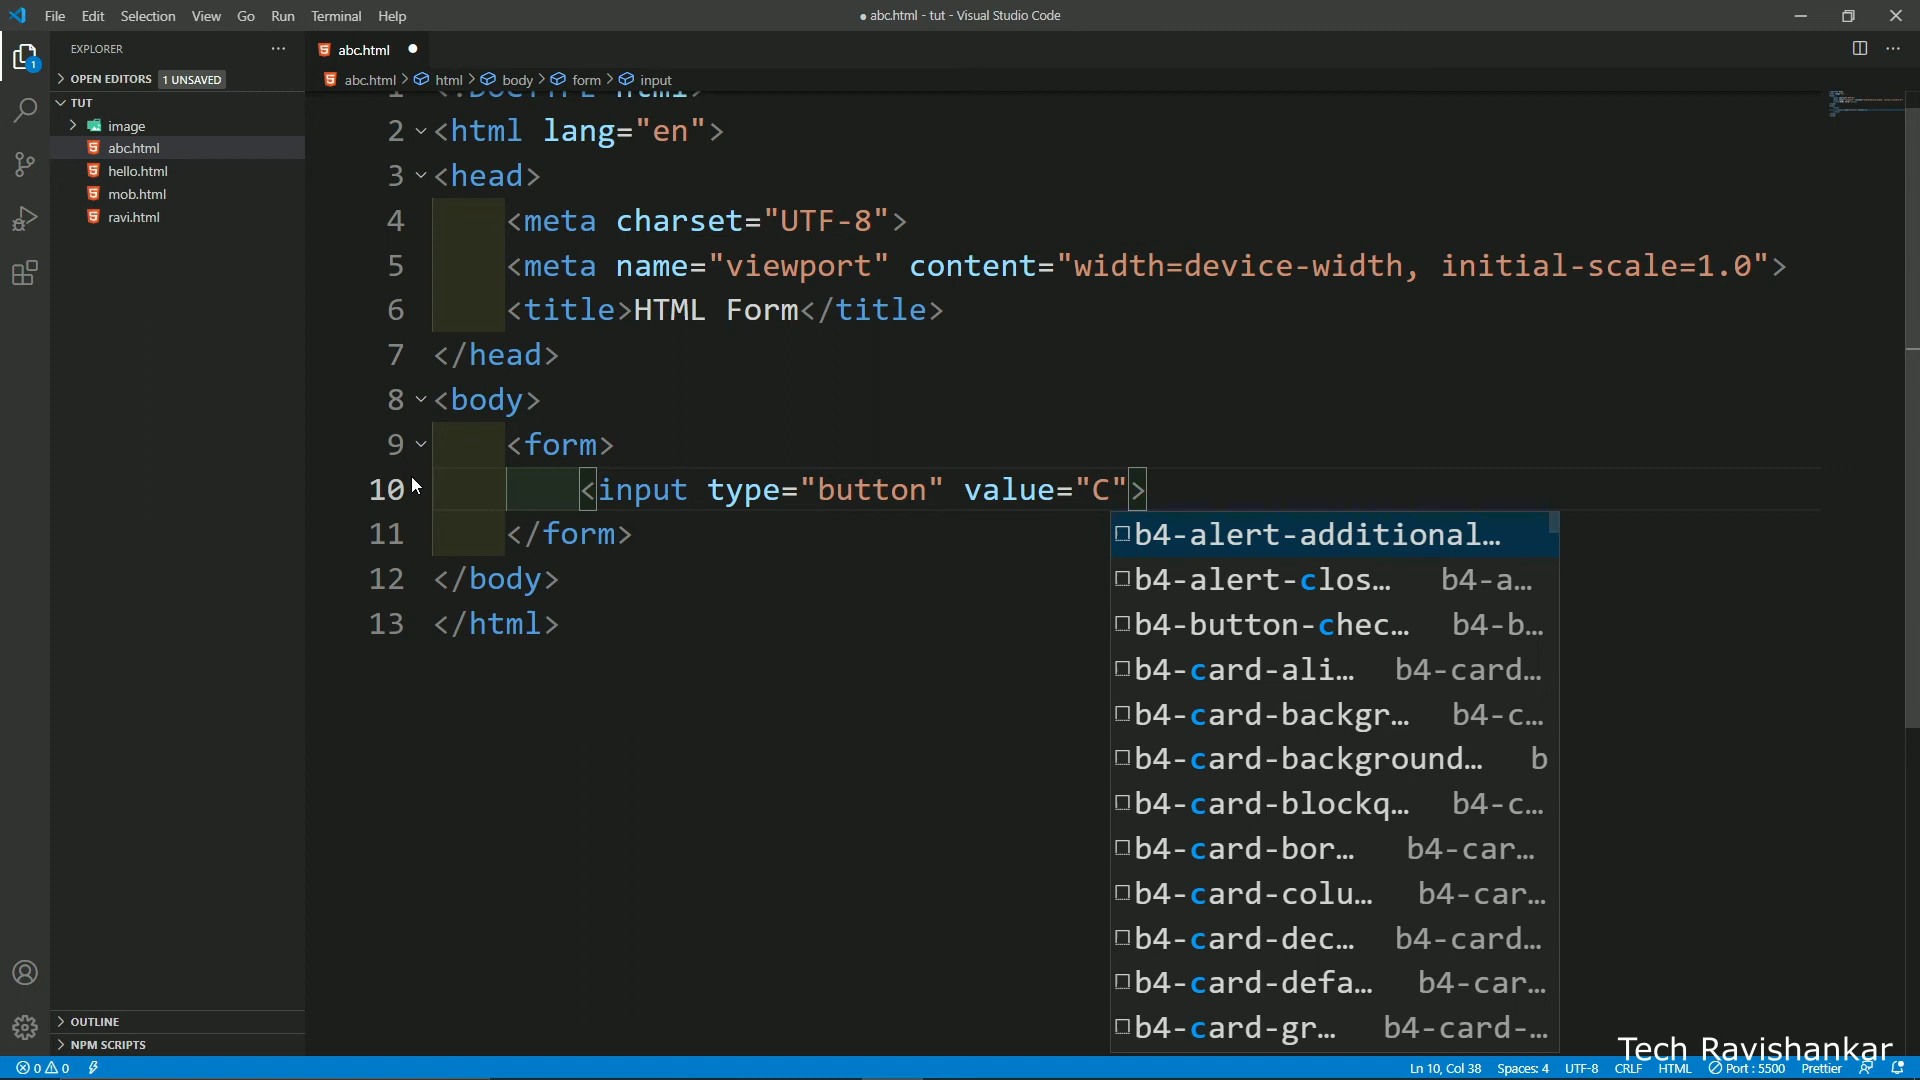 File Edit Selection View Go Run Terminal Help
● abc.html - tut - Visual Studio Code
EXPLORER
OPEN EDITORS 1 UNSAVED
TUT
image
abc.html
hello.html
mob.html
ravi.html
OUTLINE
NPM SCRIPTS
abc.html ●
abc.html > html > body > form > input
1 <!DOCTYPE html>
2 <html lang="en">
3 <head>
4 <meta charset="UTF-8">
5 <meta name="viewport" content="width=device-width, initial-scale=1.0">
6 <title>HTML Form</title>
7 </head>
8 <body>
9 <form>
10 <input type="button" value="C">
11 </form>
12 </body>
13 </html>
b4-alert-additional…
b4-alert-clos… b4-a…
b4-button-chec… b4-b…
b4-card-ali… b4-card…
b4-card-backgr… b4-c…
b4-card-background… b
b4-card-blockq… b4-c…
b4-card-bor… b4-car…
b4-card-colu… b4-car…
b4-card-dec… b4-card…
b4-card-defa… b4-car…
b4-card-gr… b4-card-…
Tech Ravishankar
1
0 0
Ln 10, Col 38 Spaces: 4 UTF-8 CRLF HTML Port : 5500 Prettier